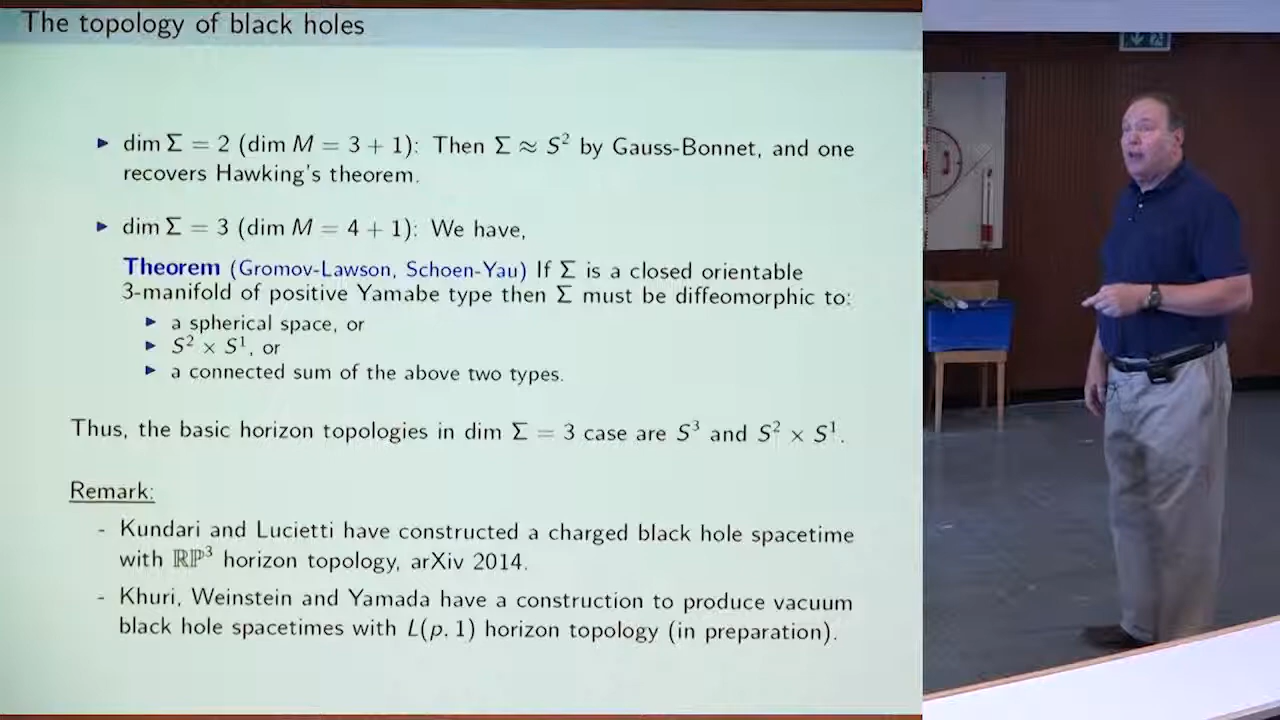 The topology of black holes
▸ dim Σ = 2 (dim M = 3 + 1): Then Σ ≈ S² by Gauss-Bonnet, and one
recovers Hawking's theorem.
▸ dim Σ = 3 (dim M = 4 + 1): We have,
Theorem (Gromov-Lawson, Schoen-Yau) If Σ is a closed orientable
3-manifold of positive Yamabe type then Σ must be diffeomorphic to:
▸ a spherical space, or
▸ S² × S¹, or
▸ a connected sum of the above two types.
Thus, the basic horizon topologies in dim Σ = 3 case are S³ and S² × S¹.
Remark:
- Kundari and Lucietti have constructed a charged black hole spacetime
with ℝℙ³ horizon topology, arXiv 2014.
- Khuri, Weinstein and Yamada have a construction to produce vacuum
black hole spacetimes with L(p, 1) horizon topology (in preparation).